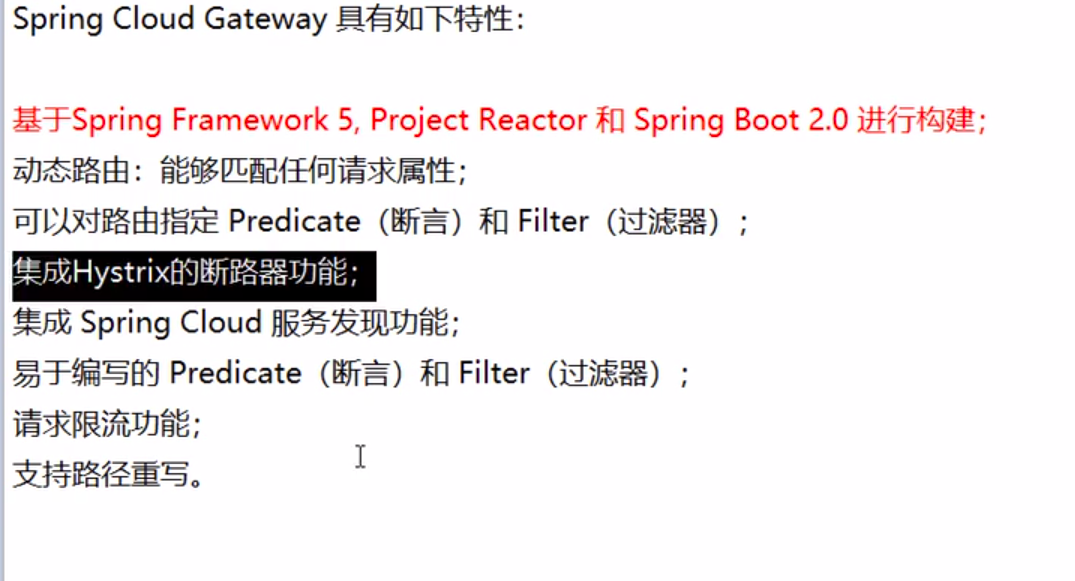 Spring Cloud Gateway 具有如下特性：
基于Spring Framework 5, Project Reactor 和 Spring Boot 2.0 进行构建；
动态路由：能够匹配任何请求属性；
可以对路由指定 Predicate（断言）和 Filter（过滤器）；
集成Hystrix的断路器功能；
集成 Spring Cloud 服务发现功能；
易于编写的 Predicate（断言）和 Filter（过滤器）；
请求限流功能；
支持路径重写。